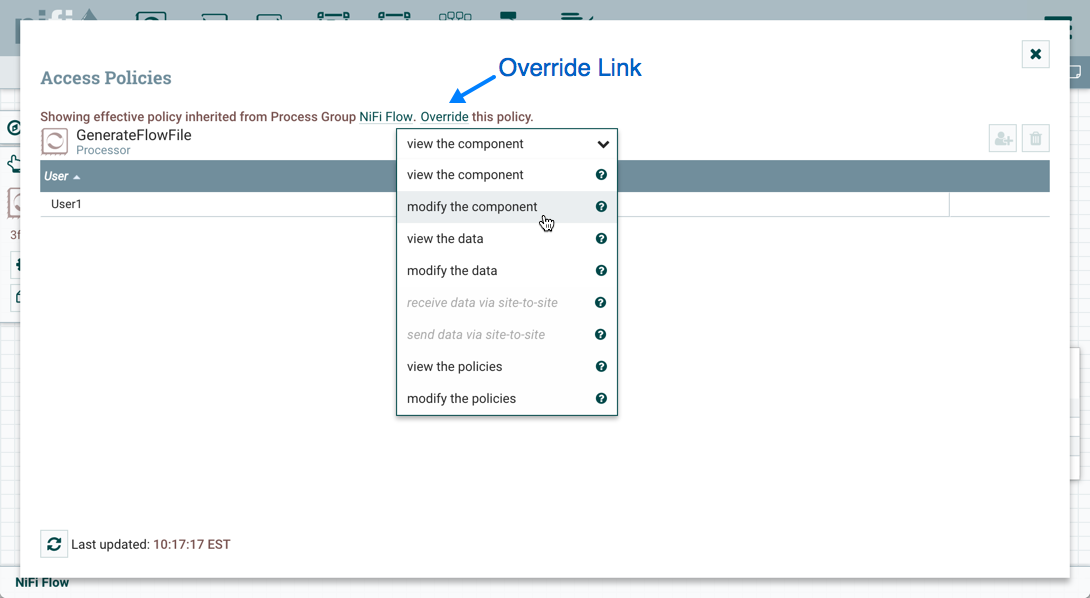 nifi
Override Link
Access Policies
Showing effective policy inherited from Process Group NiFi Flow. Override this policy.
GenerateFlowFile
Processor
view the component
User
view the component
User1
modify the component
view the data
modify the data
receive data via site-to-site
send data via site-to-site
view the policies
modify the policies
Last updated: 10:17:17 EST
NiFi Flow